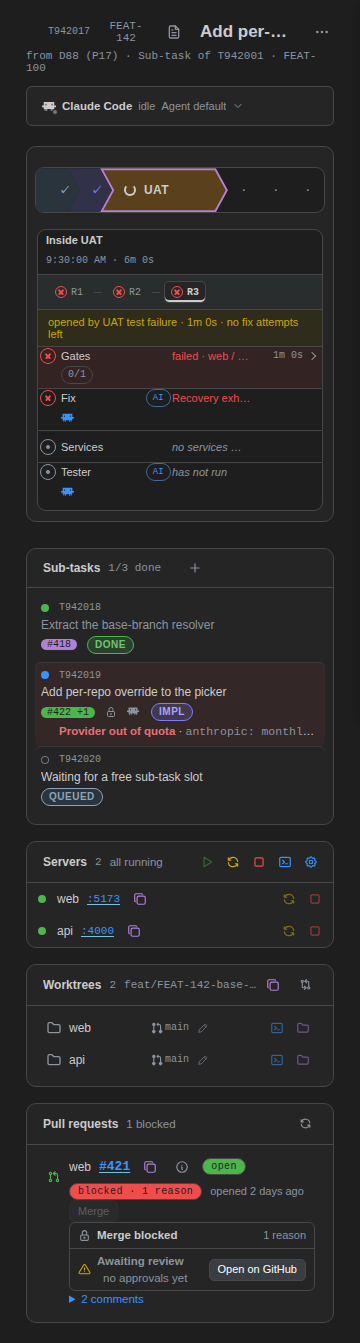 T942017 FEAT-142 Add per-…
from D88 (P17) · Sub-task of T942001 · FEAT-100
Claude Code idle Agent default
UAT
Inside UAT
9:30:00 AM · 6m 0s
R1 — R2 — R3
opened by UAT test failure · 1m 0s · no fix attempts left
Gates failed · web / … 1m 0s
0/1
Fix AI Recovery exh…
Services no services …
Tester AI has not run
Sub-tasks 1/3 done
T942018
Extract the base-branch resolver
#418 DONE
T942019
Add per-repo override to the picker
#422 +1 IMPL
Provider out of quota · anthropic: monthl…
T942020
Waiting for a free sub-task slot
QUEUED
Servers 2 all running
web :5173
api :4000
Worktrees 2 feat/FEAT-142-base-…
web main
api main
Pull requests 1 blocked
web #421 open
blocked · 1 reason opened 2 days ago
Merge
Merge blocked 1 reason
Awaiting review
no approvals yet
Open on GitHub
2 comments